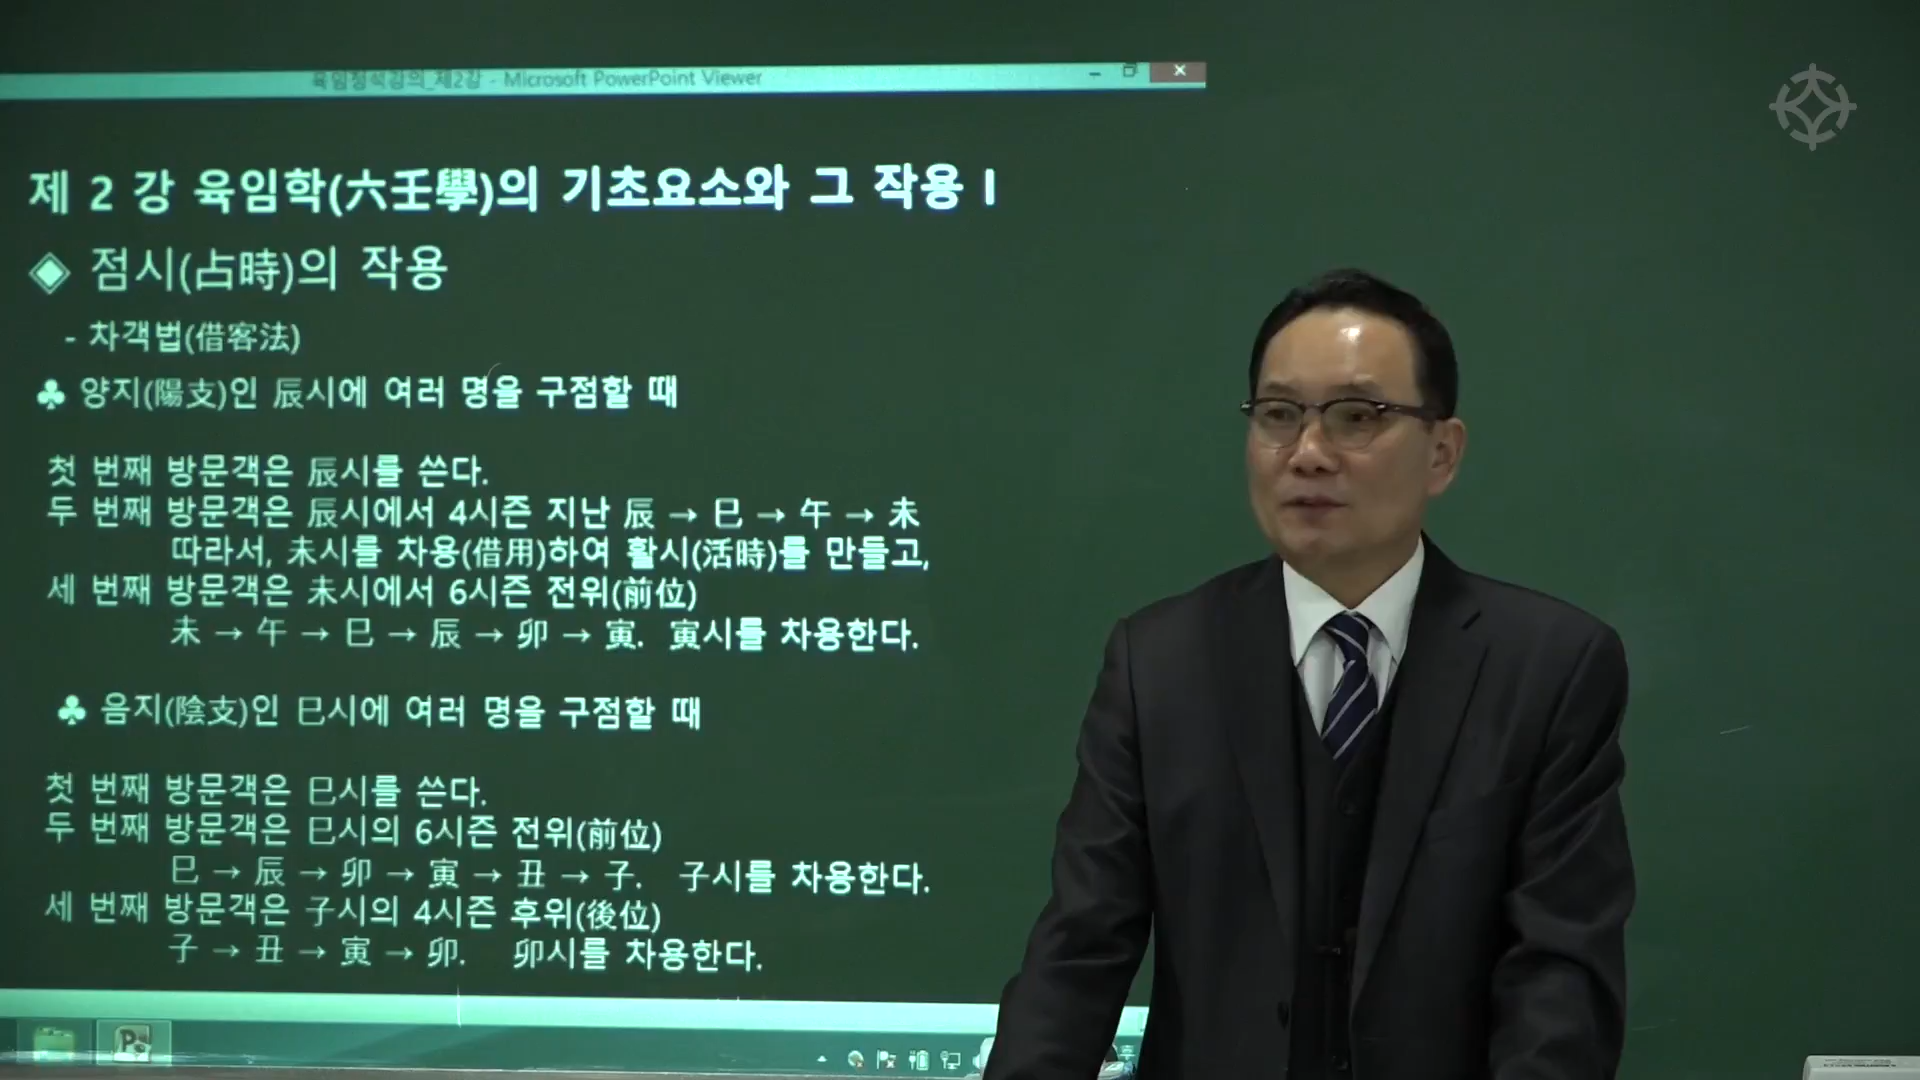 육임정석강의_제2강 - Microsoft PowerPoint Viewer
제 2 강 육임학(六壬學)의 기초요소와 그 작용 I
◈ 점시(占時)의 작용
- 차객법(借客法)
♣ 양지(陽支)인 辰시에 여러 명을 구점할 때
첫 번째 방문객은 辰시를 쓴다.
두 번째 방문객은 辰시에서 4시즌 지난 辰 → 巳 → 午 → 未
따라서, 未시를 차용(借用)하여 활시(活時)를 만들고,
세 번째 방문객은 未시에서 6시즌 전위(前位)
未 → 午 → 巳 → 辰 → 卯 → 寅. 寅시를 차용한다.
♣ 음지(陰支)인 巳시에 여러 명을 구점할 때
첫 번째 방문객은 巳시를 쓴다.
두 번째 방문객은 巳시의 6시즌 전위(前位)
巳 → 辰 → 卯 → 寅 → 丑 → 子. 子시를 차용한다.
세 번째 방문객은 子시의 4시즌 후위(後位)
子 → 丑 → 寅 → 卯. 卯시를 차용한다.